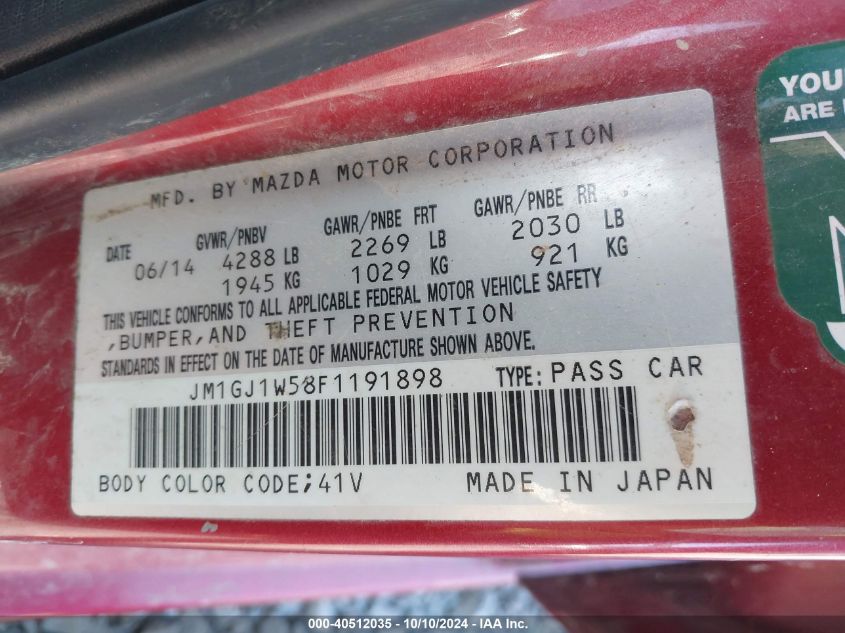 MFD. BY MAZDA MOTOR CORPORATION
DATE GVWR/PNBV GAWR/PNBE FRT GAWR/PNBE RR
06/14 4288 LB 2269 LB 2030 LB
1945 KG 1029 KG 921 KG
THIS VEHICLE CONFORMS TO ALL APPLICABLE FEDERAL MOTOR VEHICLE SAFETY
,BUMPER,AND THEFT PREVENTION
STANDARDS IN EFFECT ON THE DATE OF MANUFACTURE SHOWN ABOVE.
JM1GJ1W58F1191898 TYPE: PASS CAR
BODY COLOR CODE;41V MADE IN JAPAN
YOU
ARE
000-40512035 - 10/10/2024 - IAA Inc.